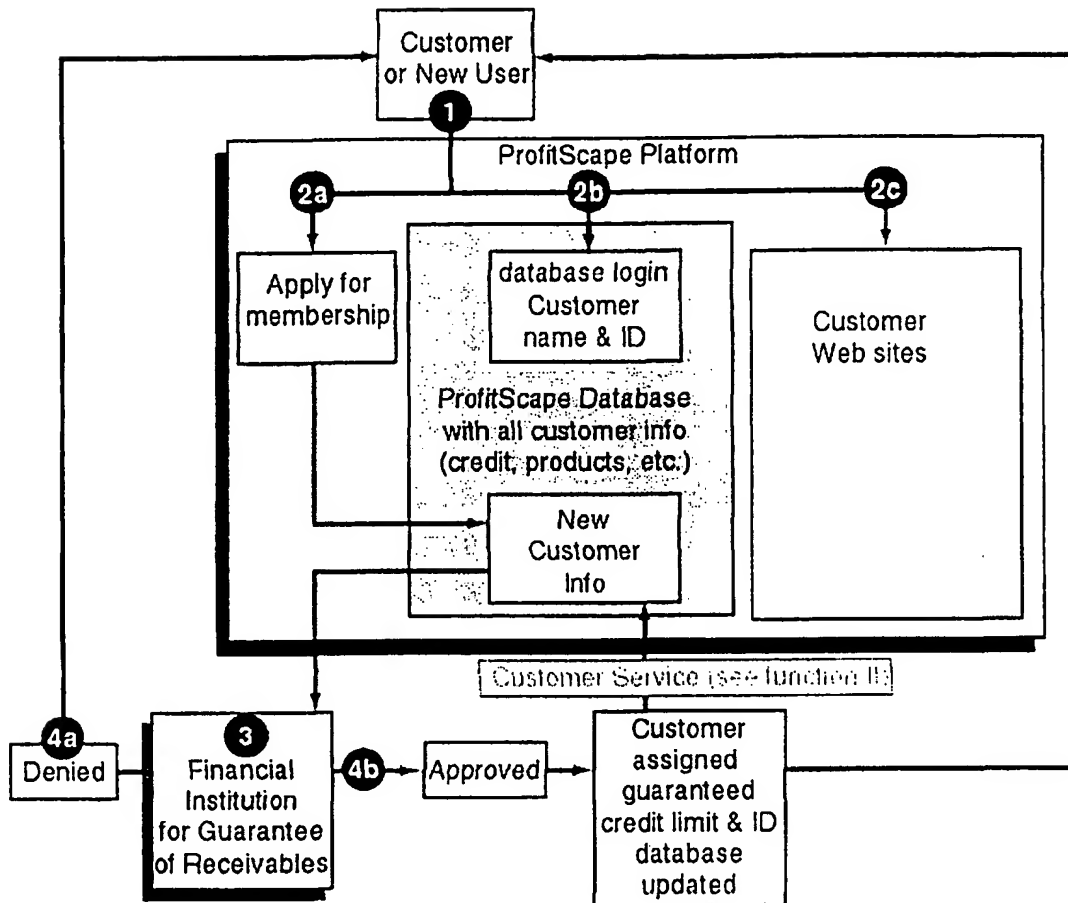 Customer
or New User
1
ProfitScape Platform
2a
2b
2c
Apply for
membership
database login
Customer
name & ID
Customer
Web sites
ProfitScape Database
with all customer info
(credit, products, etc.)
New
Customer
Info
Customer Service (see function II)
4a
Denied
3
Financial
Institution
for Guarantee
of Receivables
4b
Approved
Customer
assigned
guaranteed
credit limit & ID
database
updated